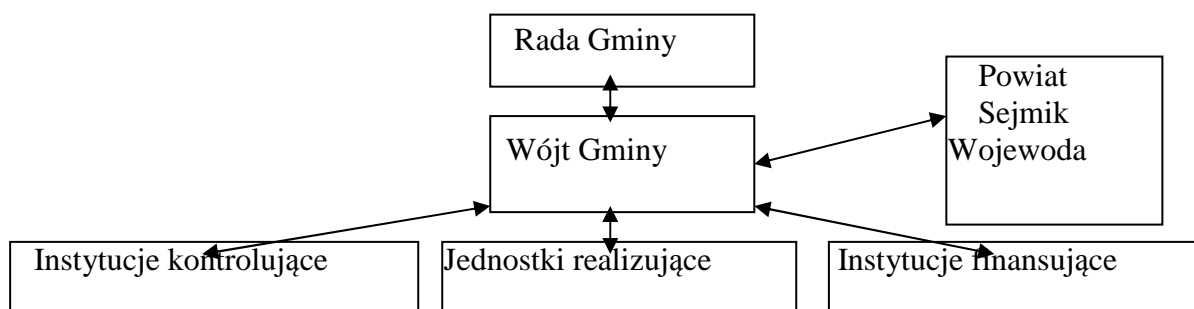 Rada Gminy
Powiat
Sejmik
Wojewoda
Wójt Gminy
Instytucje kontrolujące
Jednostki realizujące
Instytucje finansujące